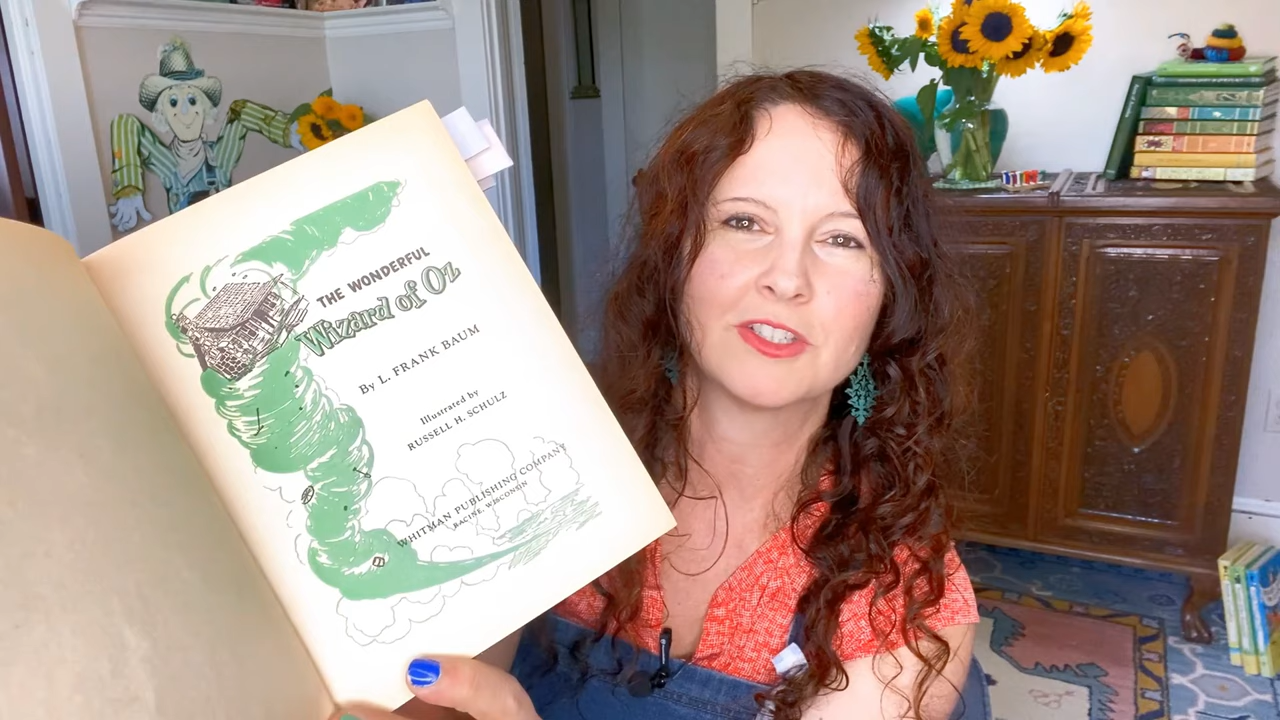 THE WONDERFUL
Wizard of Oz
By L. FRANK BAUM
Illustrated by
RUSSELL H. SCHULZ
WHITMAN PUBLISHING COMPANY
RACINE, WISCONSIN